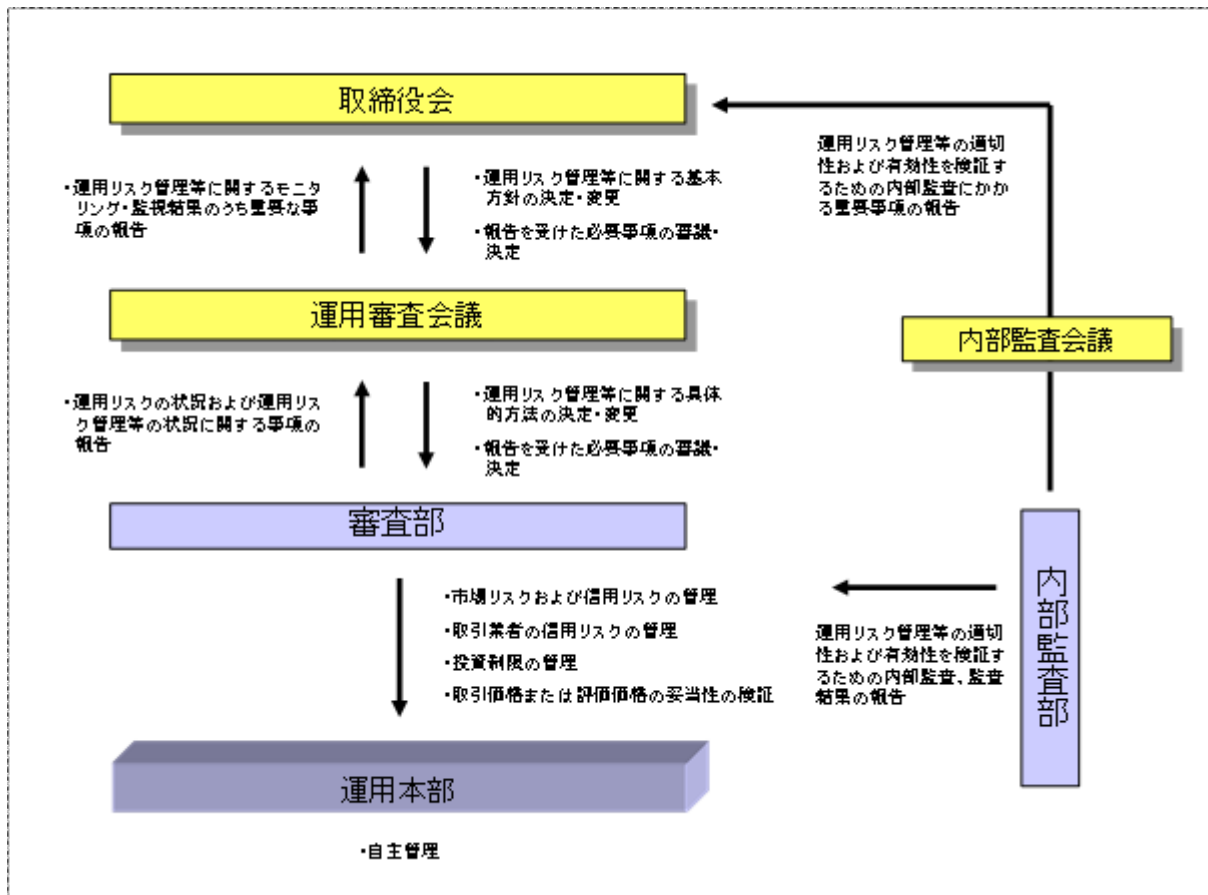 取締役会
運用リスク管理等の適切
性および有効性を検証す
るための内部監査にかか
る重要事項の報告
・運用リスク管理等に関するモニタ
リング・監視結果のうち重要な事
項の報告
・運用リスク管理等に関する基本
方針の決定・変更
・報告を受けた必要事項の審議・
決定
運用審査会議
内部監査会議
・運用リスクの状況および運用リス
ク管理等の状況に関する事項の
報告
・運用リスク管理等に関する具体
的方法の決定・変更
・報告を受けた必要事項の審議・
決定
審査部
内部監査部
・市場リスクおよび信用リスクの管理
・取引業者の信用リスクの管理
・投資制限の管理
・取引価格または評価価格の妥当性の検証
運用リスク管理等の適切
性および有効性を検証す
るための内部監査、監査
結果の報告
運用本部
・自主管理